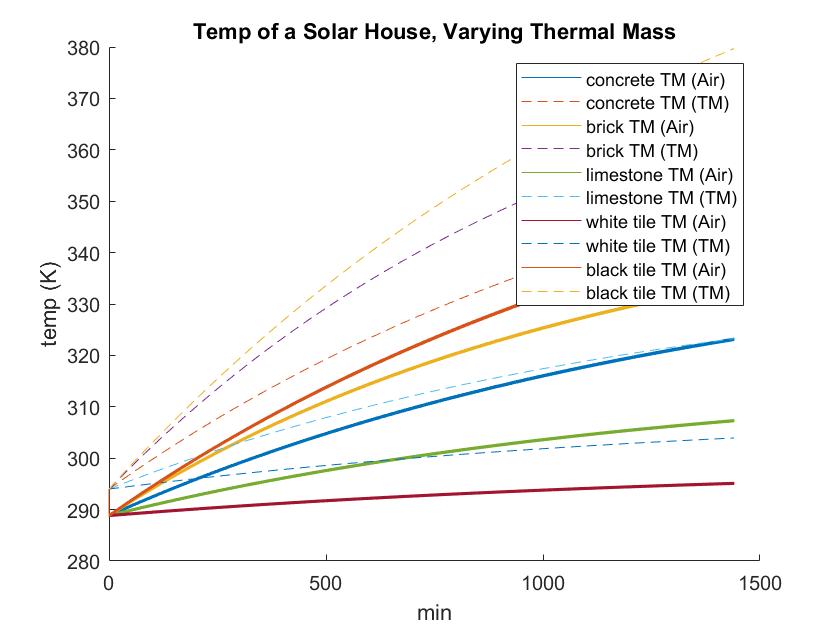 Temp of a Solar House, Varying Thermal Mass
380
370
360
350
340
330
320
310
300
290
280
temp (K)
concrete TM (Air)
concrete TM (TM)
brick TM (Air)
brick TM (TM)
limestone TM (Air)
limestone TM (TM)
white tile TM (Air)
white tile TM (TM)
black tile TM (Air)
black tile TM (TM)
0 500 1000 1500
min